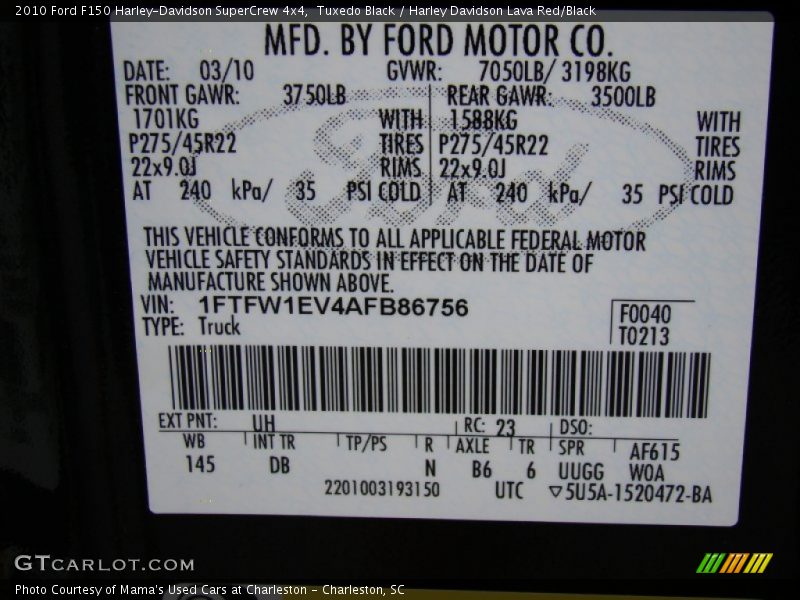 2010 Ford F150 Harley-Davidson SuperCrew 4x4, Tuxedo Black / Harley Davidson Lava Red/Black
MFD. BY FORD MOTOR CO.
DATE: 03/10 GVWR: 7050LB/ 3198KG
FRONT GAWR: 3750LB REAR GAWR: 3500LB
1701KG WITH 1588KG WITH
P275/45R22 TIRES P275/45R22 TIRES
22x9.0J RIMS 22x9.0J RIMS
AT 240 kPa/ 35 PSI COLD AT 240 kPa/ 35 PSI COLD
Ford
THIS VEHICLE CONFORMS TO ALL APPLICABLE FEDERAL MOTOR
VEHICLE SAFETY STANDARDS IN EFFECT ON THE DATE OF
MANUFACTURE SHOWN ABOVE.
VIN: 1FTFW1EV4AFB86756
TYPE: Truck
F0040
T0213
EXT PNT: UH RC: 23 DSO:
WB INT TR TP/PS R AXLE TR SPR AF615
145 DB N B6 6 UUGG WOA
2201003193150 UTC ▽5U5A-1520472-BA
GTCARLOT.COM
Photo Courtesy of Mama's Used Cars at Charleston - Charleston, SC